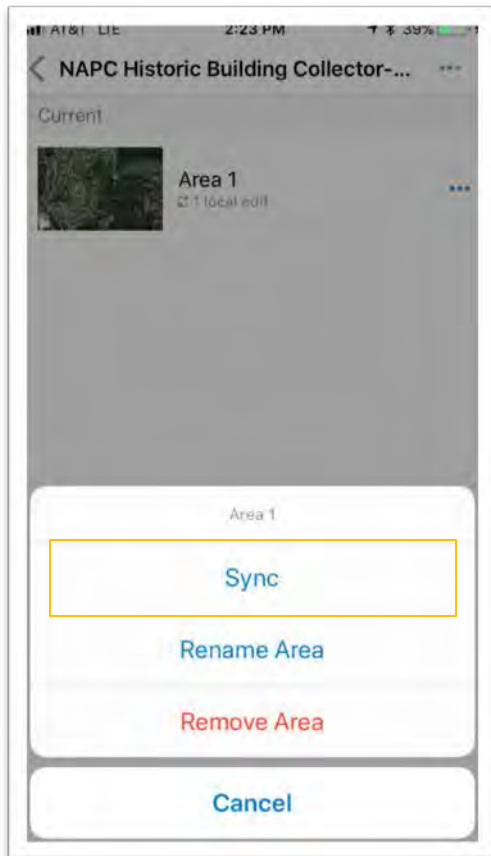 AT&T LTE 2:23 PM 39%
NAPC Historic Building Collector-... ...
Current
Area 1
1 local edit
...
Area 1
Sync
Rename Area
Remove Area
Cancel